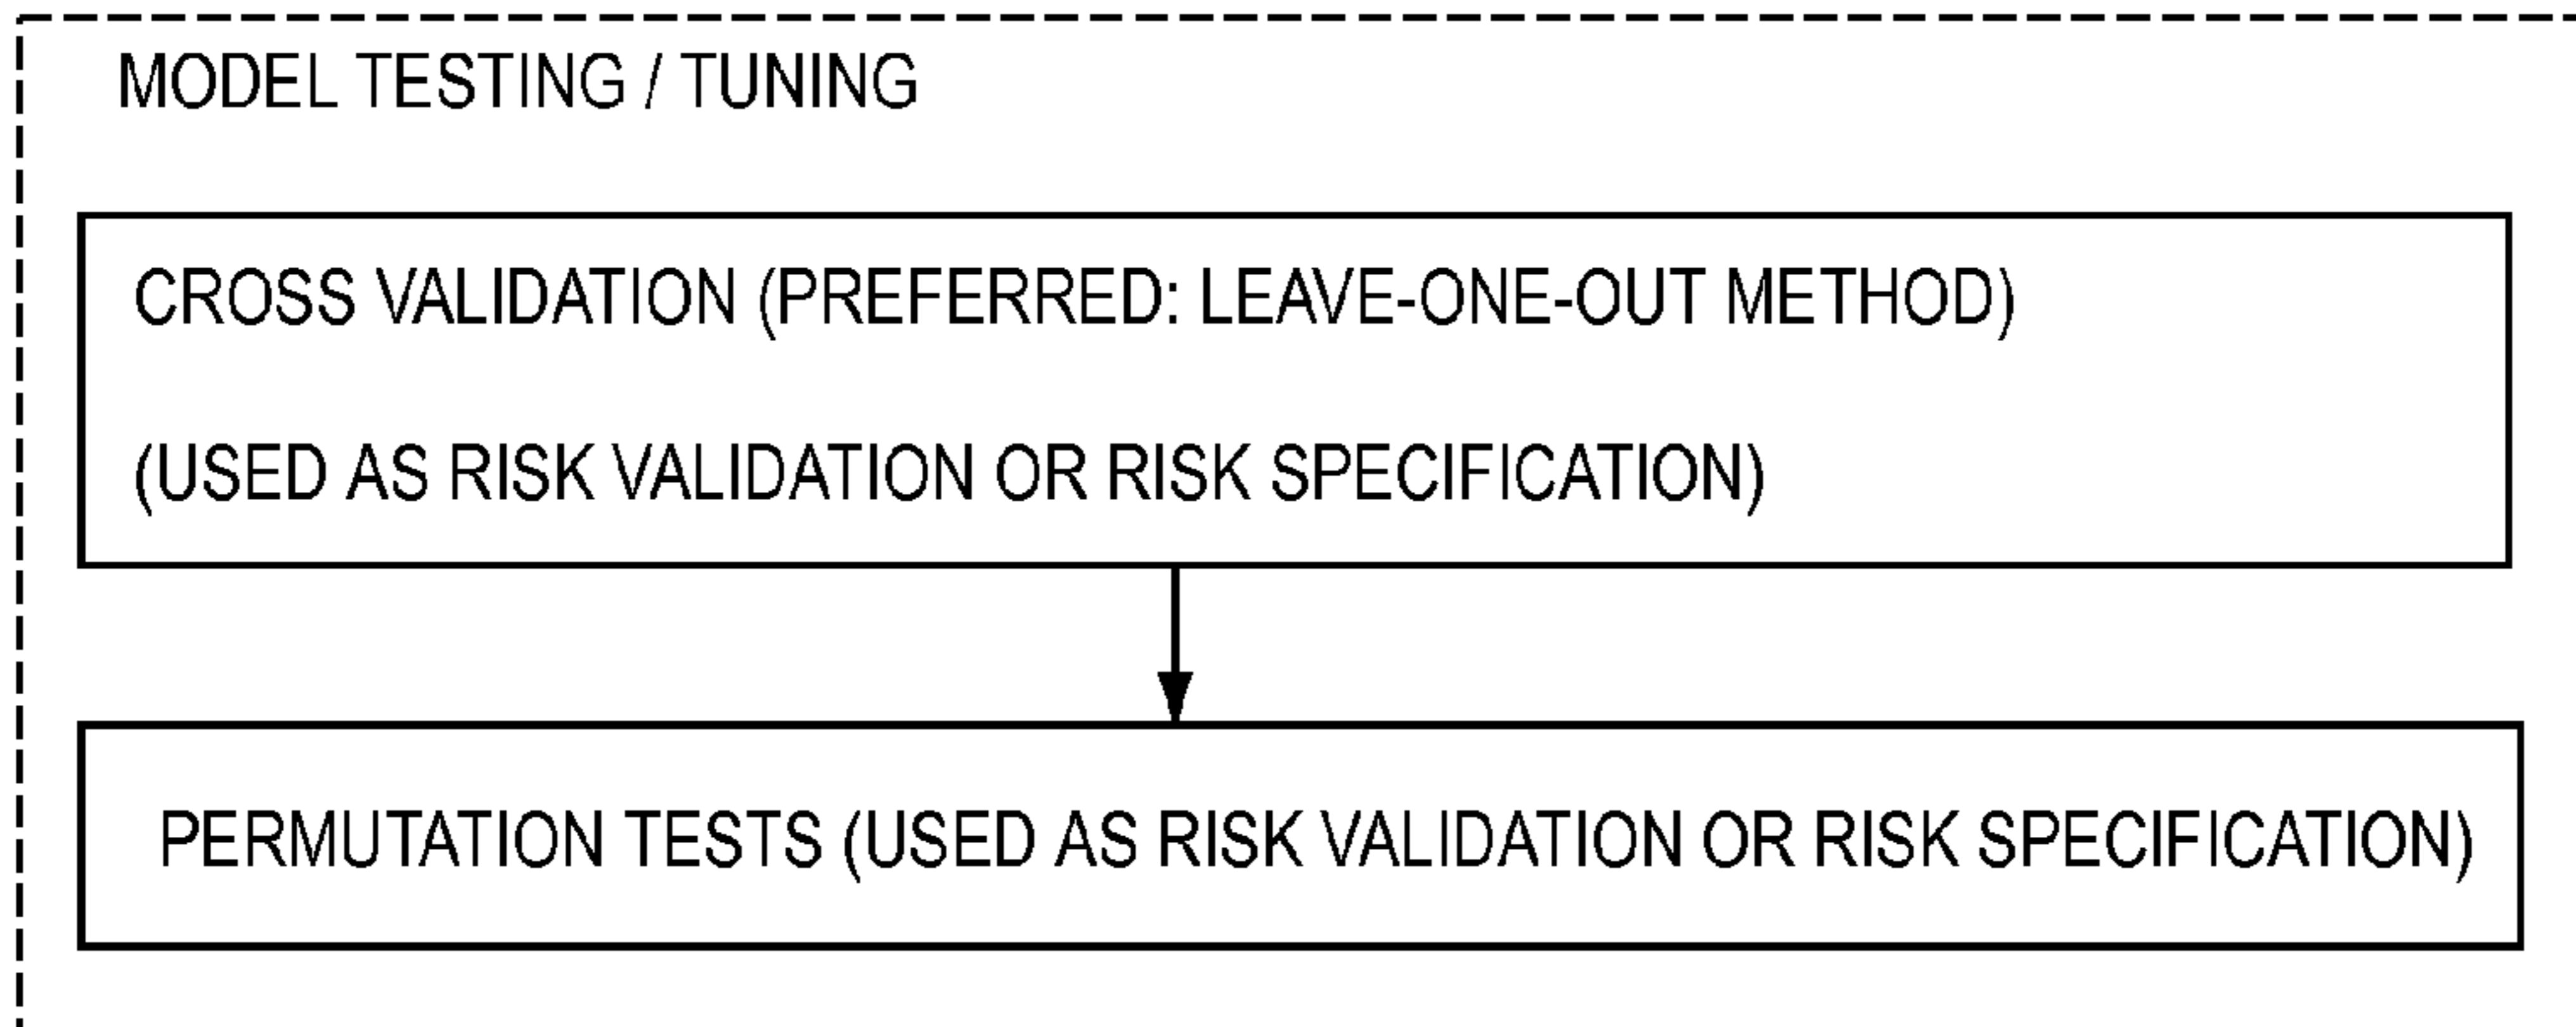 MODEL TESTING / TUNING
CROSS VALIDATION (PREFERRED: LEAVE-ONE-OUT METHOD)
(USED AS RISK VALIDATION OR RISK SPECIFICATION)
PERMUTATION TESTS (USED AS RISK VALIDATION OR RISK SPECIFICATION)